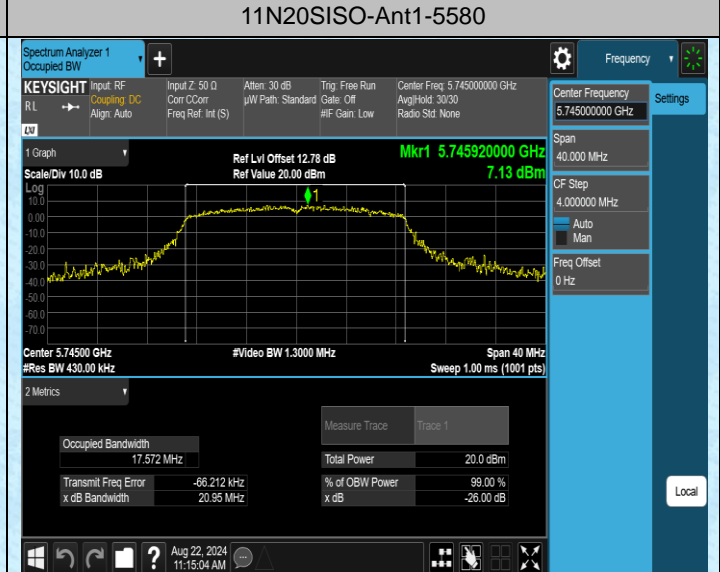 11N20SISO-Ant1-5580
Spectrum Analyzer 1
Occupied BW
+
Frequency
KEYSIGHT
RL
LXI
Input: RF
Coupling: DC
Align: Auto
Input Z: 50 Ω
Corr CCorr
Freq Ref: Int (S)
Atten: 30 dB
µW Path: Standard
Trig: Free Run
Gate: Off
#IF Gain: Low
Center Freq: 5.745000000 GHz
Avg|Hold: 30/30
Radio Std: None
Center Frequency
5.745000000 GHz
Settings
Span
40.000 MHz
CF Step
4.000000 MHz
Auto
Man
Freq Offset
0 Hz
1 Graph
Scale/Div 10.0 dB
Ref Lvl Offset 12.78 dB
Ref Value 20.00 dBm
Mkr1 5.745920000 GHz
7.13 dBm
Log
10.0
0.00
-10.0
-20.0
-30.0
-40.0
-50.0
-60.0
-70.0
1
Center 5.74500 GHz
#Res BW 430.00 kHz
#Video BW 1.3000 MHz
Span 40 MHz
Sweep 1.00 ms (1001 pts)
2 Metrics
Measure Trace Trace 1
Occupied Bandwidth
17.572 MHz
Total Power 20.0 dBm
Transmit Freq Error -66.212 kHz
% of OBW Power 99.00 %
x dB Bandwidth 20.95 MHz
x dB -26.00 dB
Local
?
Aug 22, 2024
11:15:04 AM